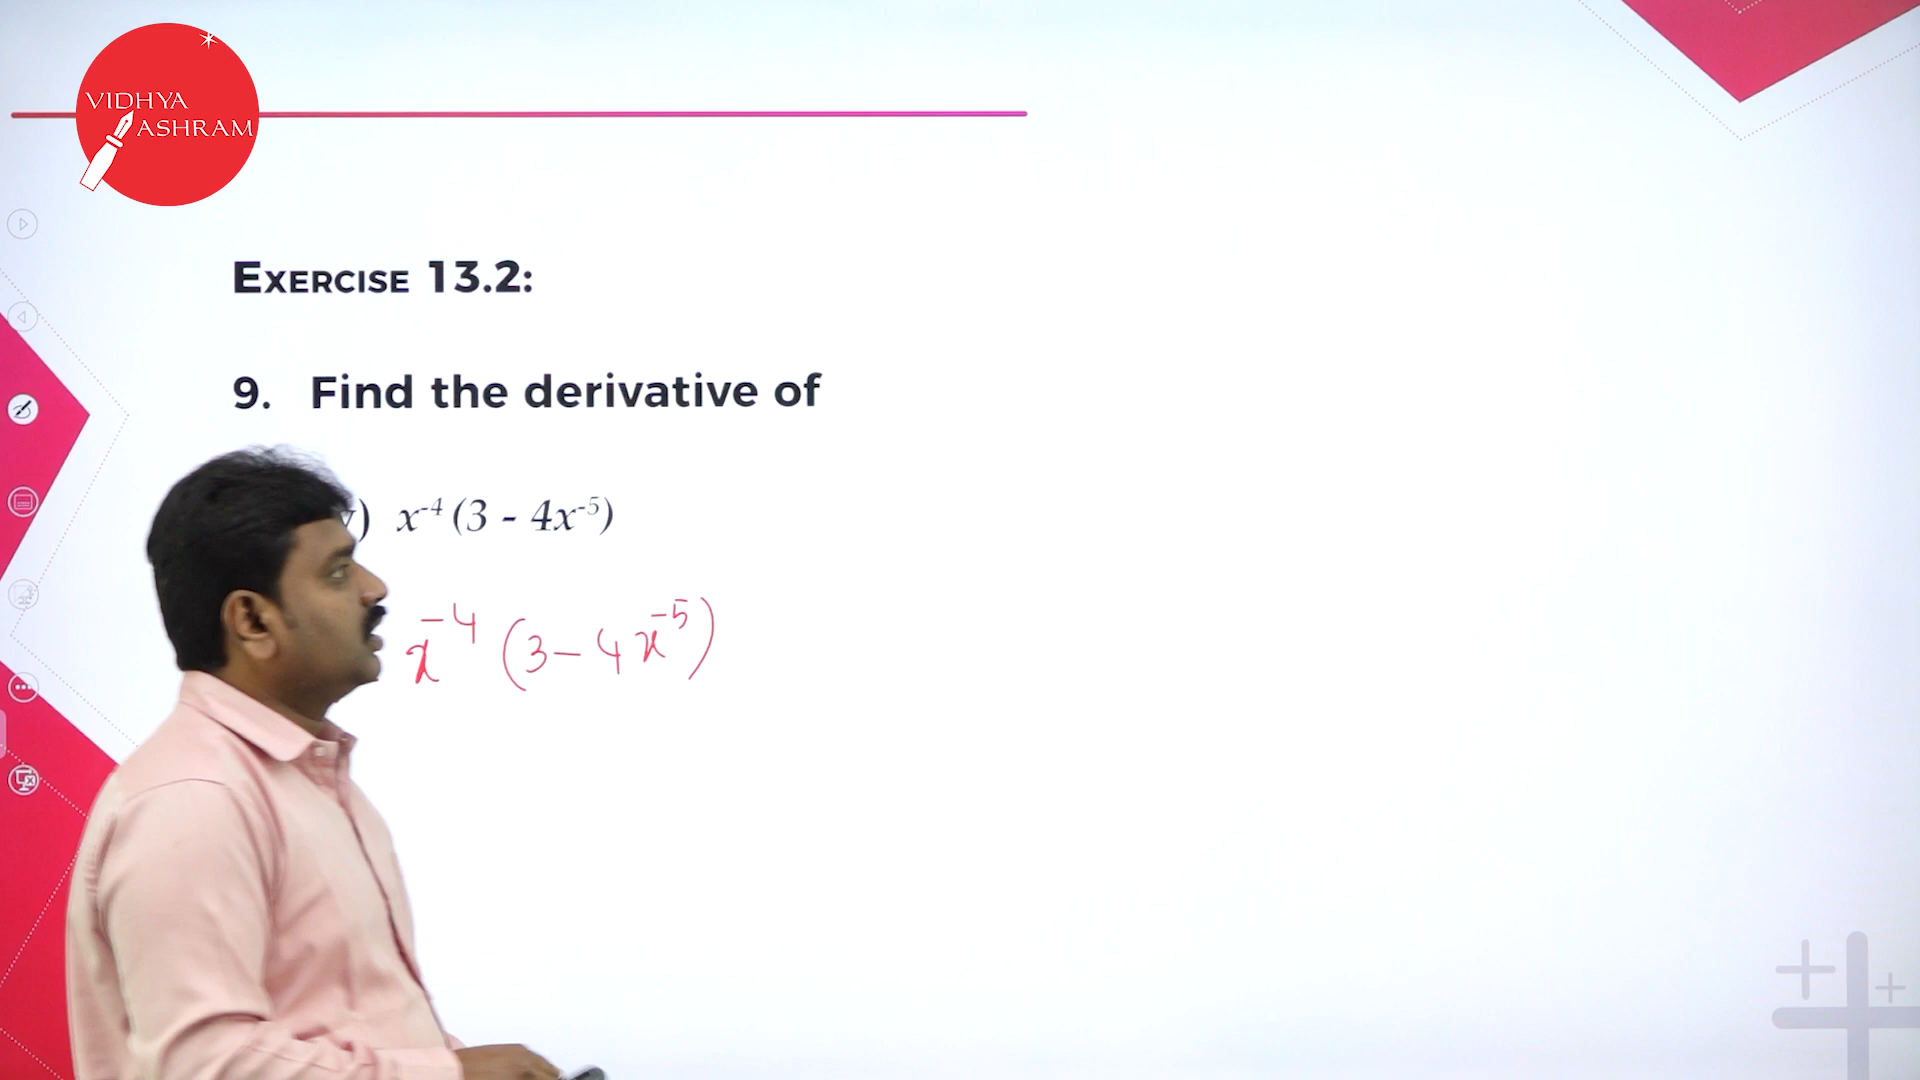 VIDHYA
ASHRAM
EXERCISE 13.2:
9. Find the derivative of
) x⁻⁴ (3 - 4x⁻⁵)
x⁻⁴ (3 - 4x⁻⁵)